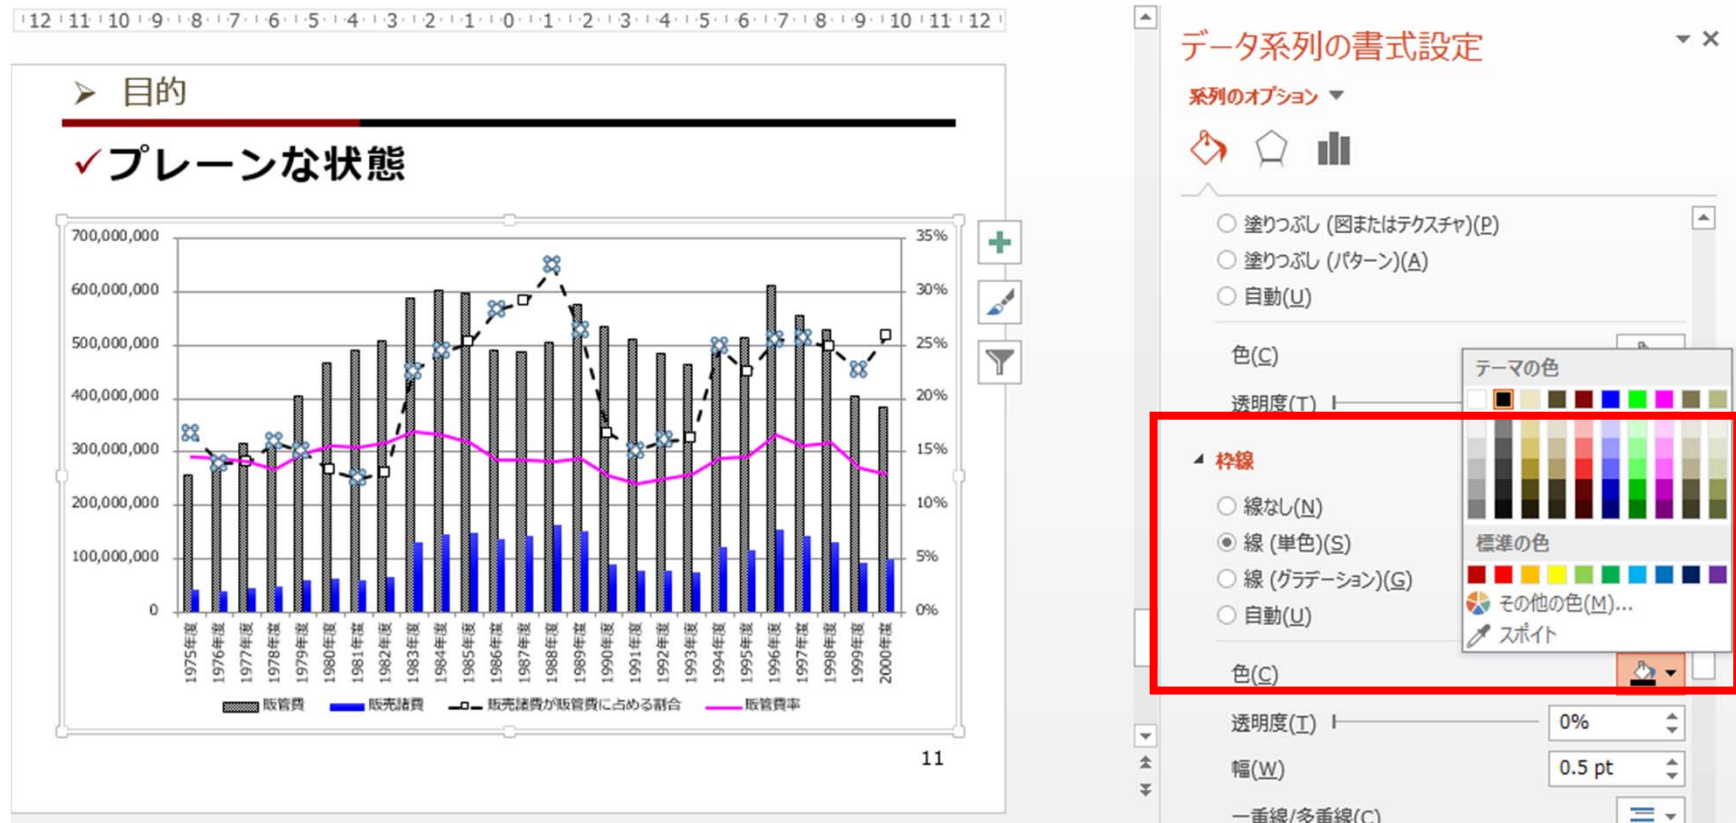 12 11 10 9 8 7 6 5 4 3 2 1 0 1 2 3 4 5 6 7 8 9 10 11 12
➢ 目的
✓プレーンな状態
700,000,000
600,000,000
500,000,000
400,000,000
300,000,000
200,000,000
100,000,000
0
35%
30%
25%
20%
15%
10%
5%
0%
1975年度
1976年度
1977年度
1978年度
1979年度
1980年度
1981年度
1982年度
1983年度
1984年度
1985年度
1986年度
1987年度
1988年度
1989年度
1990年度
1991年度
1992年度
1993年度
1994年度
1995年度
1996年度
1997年度
1998年度
1999年度
2000年度
販管費 販売諸費 販売諸費が販管費に占める割合 販管費率
11
データ系列の書式設定
系列のオプション
塗りつぶし (図またはテクスチャ)(P)
塗りつぶし (パターン)(A)
自動(U)
色(C)
透明度(T)
テーマの色
標準の色
その他の色(M)...
スポイト
枠線
線なし(N)
線 (単色)(S)
線 (グラデーション)(G)
自動(U)
色(C)
透明度(T) 0%
幅(W) 0.5 pt
一重線/多重線(C)